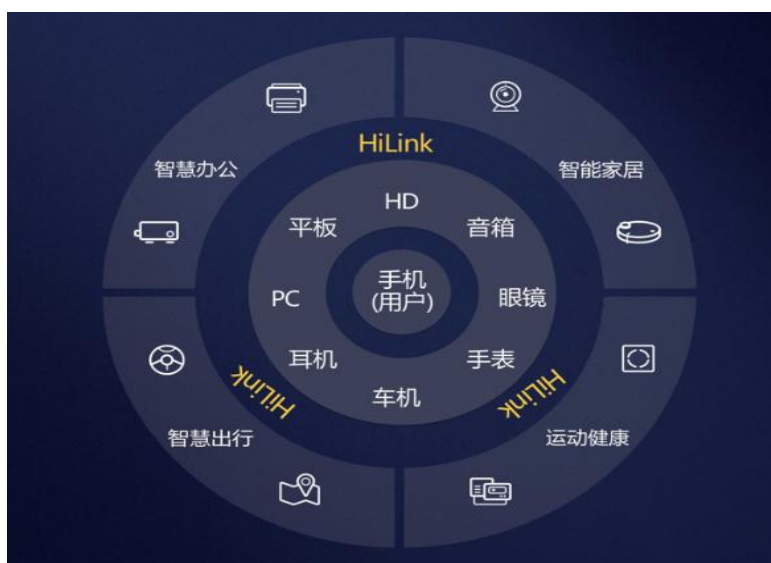 HiLink
智慧办公
智能家居
HD
平板
音箱
手机
(用户)
PC
眼镜
耳机
手表
HiLink
HiLink
车机
智慧出行
运动健康